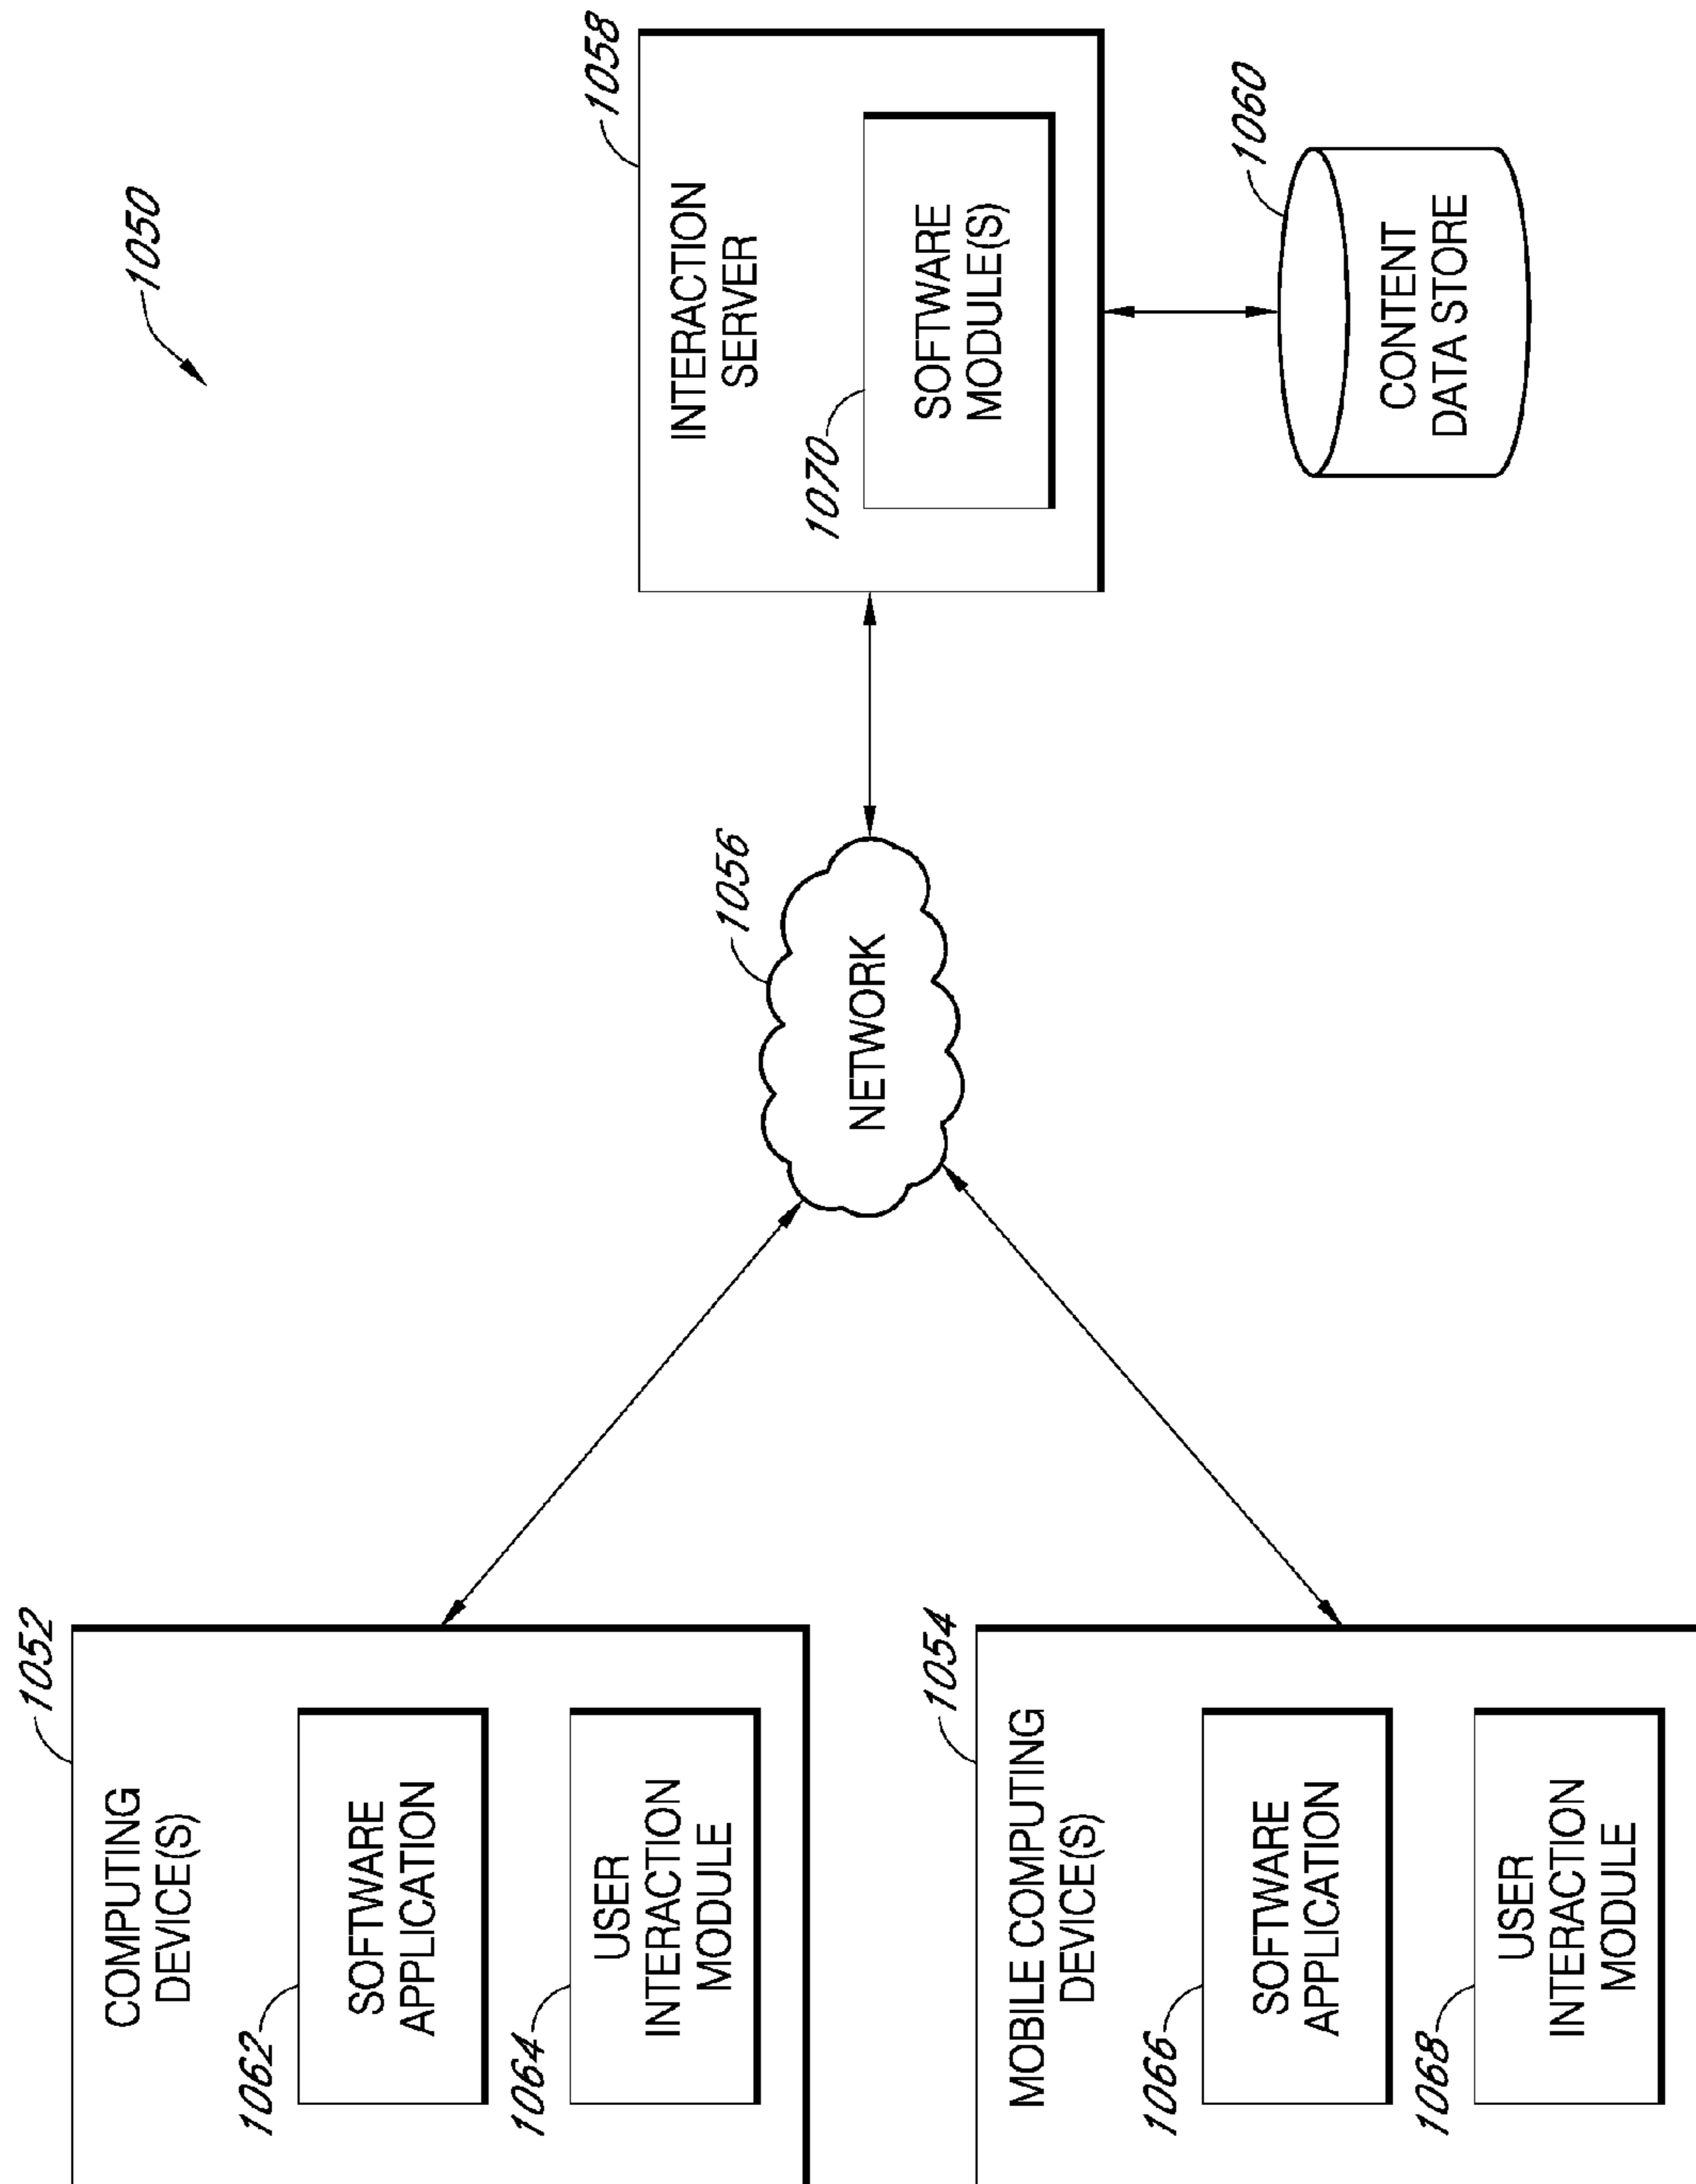 1050
1052
COMPUTING
DEVICE(S)
1062
SOFTWARE
APPLICATION
1064
USER
INTERACTION
MODULE
1054
MOBILE COMPUTING
DEVICE(S)
1066
SOFTWARE
APPLICATION
1068
USER
INTERACTION
MODULE
1056
NETWORK
1058
INTERACTION
SERVER
1070
SOFTWARE
MODULE(S)
1060
CONTENT
DATA STORE